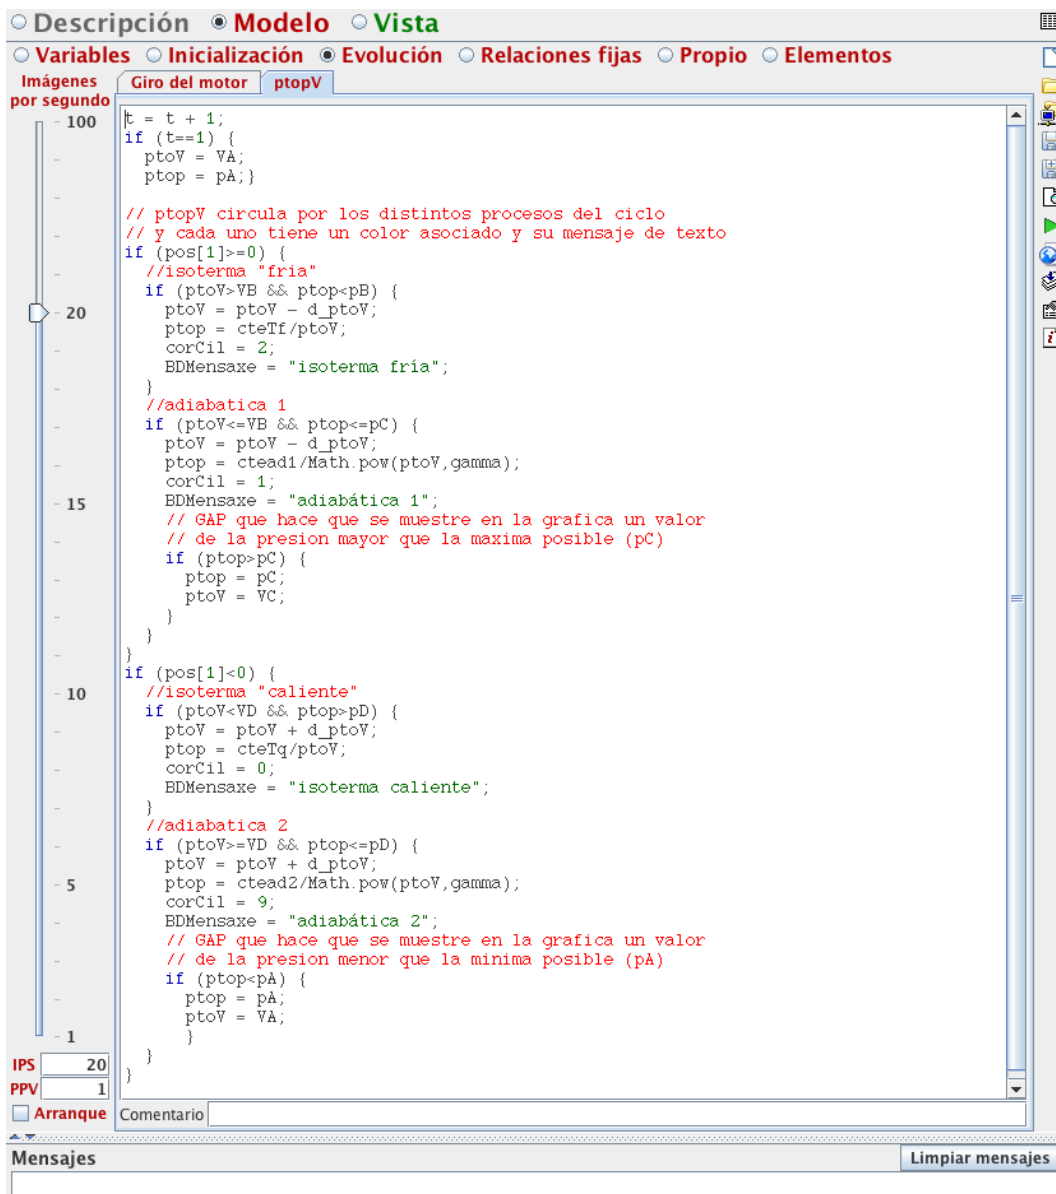 Descripción Modelo Vista
Variables Inicialización Evolución Relaciones fijas Propio Elementos
Imágenes
por segundo
Giro del motor ptopV
100
20
15
10
5
1
IPS 20
PPV 1
Arranque
t = t + 1;
if (t==1) {
  ptoV = VA;
  ptop = pA;}

// ptopV circula por los distintos procesos del ciclo
// y cada uno tiene un color asociado y su mensaje de texto
if (pos[1]>=0) {
  //isoterma "fria"
  if (ptoV>VB && ptop<pB) {
    ptoV = ptoV - d_ptoV;
    ptop = cteTf/ptoV;
    corCil = 2;
    BDMensaxe = "isoterma fría";
  }
  //adiabatica 1
  if (ptoV<=VB && ptop<=pC) {
    ptoV = ptoV - d_ptoV;
    ptop = ctead1/Math.pow(ptoV,gamma);
    corCil = 1;
    BDMensaxe = "adiabática 1";
    // GAP que hace que se muestre en la grafica un valor
    // de la presion mayor que la maxima posible (pC)
    if (ptop>pC) {
      ptop = pC;
      ptoV = VC;
    }
  }
}
if (pos[1]<0) {
  //isoterma "caliente"
  if (ptoV<VD && ptop>pD) {
    ptoV = ptoV + d_ptoV;
    ptop = cteTq/ptoV;
    corCil = 0;
    BDMensaxe = "isoterma caliente";
  }
  //adiabatica 2
  if (ptoV>=VD && ptop<=pD) {
    ptoV = ptoV + d_ptoV;
    ptop = ctead2/Math.pow(ptoV,gamma);
    corCil = 9;
    BDMensaxe = "adiabática 2";
    // GAP que hace que se muestre en la grafica un valor
    // de la presion menor que la minima posible (pA)
    if (ptop<pA) {
      ptop = pA;
      ptoV = VA;
      }
  }
}
Comentario
Mensajes Limpiar mensajes